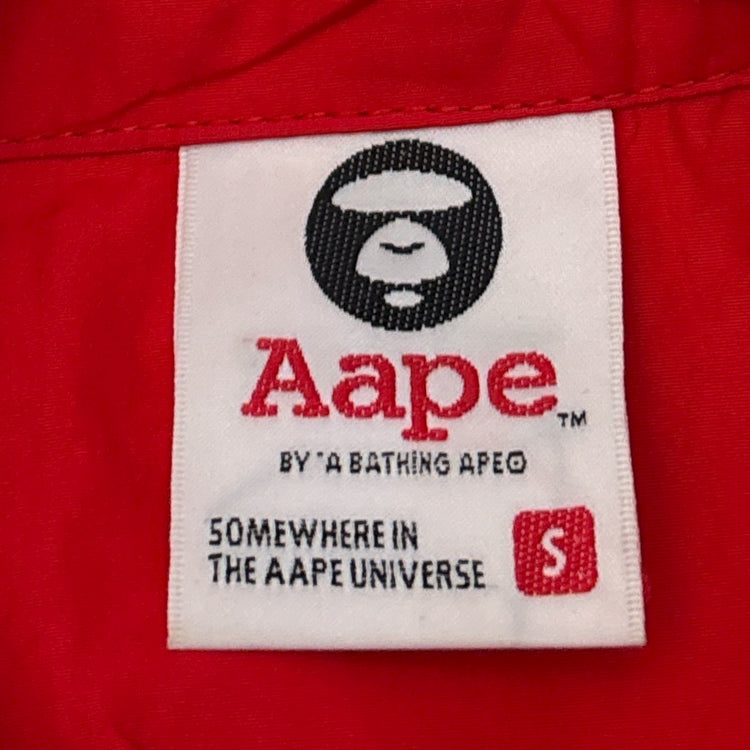 Aape™
BY *A BATHING APE®
SOMEWHERE IN
THE AAPE UNIVERSE
S